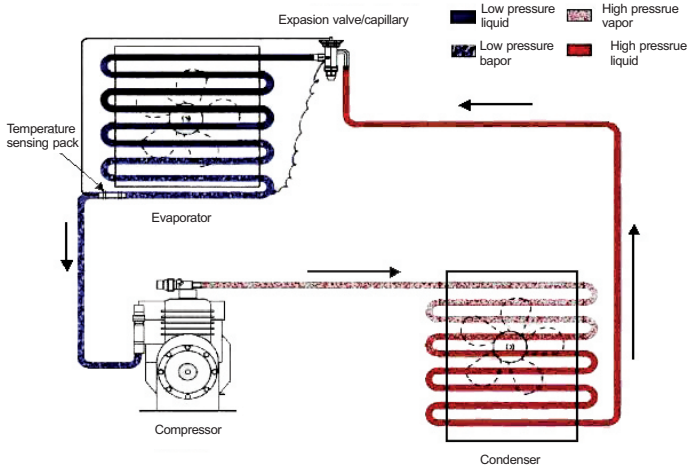 Expasion valve/capillary
Low pressure
liquid
High pressrue
vapor
Low pressure
bapor
High pressrue
liquid
Temperature
sensing pack
Evaporator
Compressor
Condenser